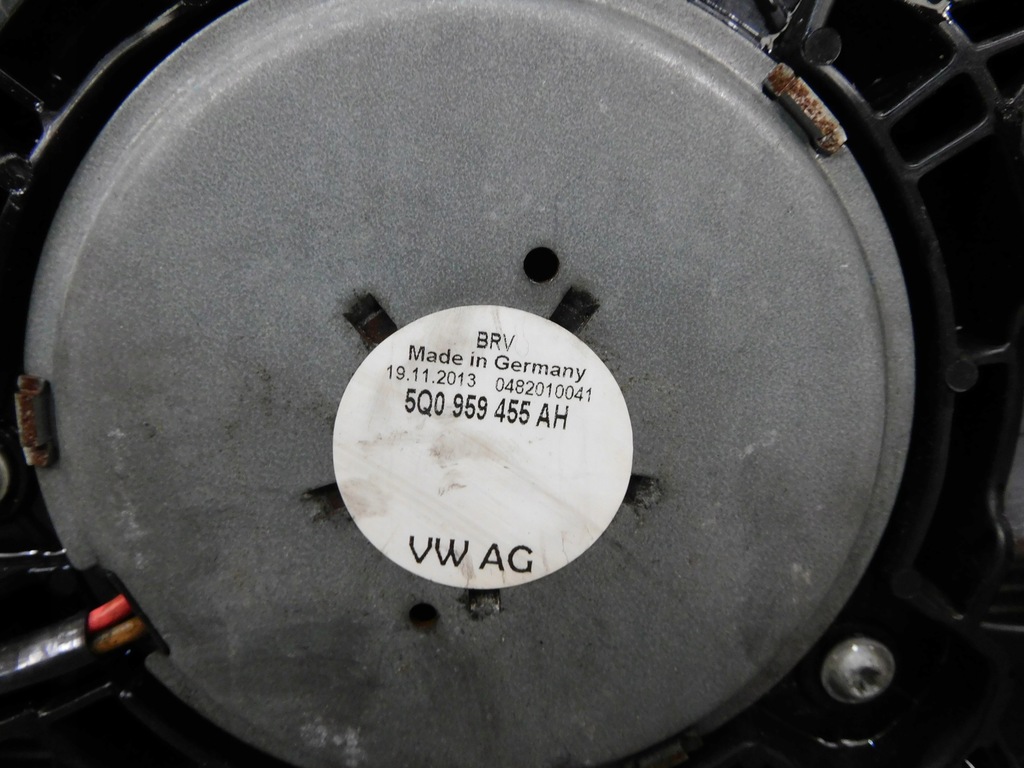 BRV
Made in Germany
19.11.2013 0482010041
5Q0 959 455 AH
VW AG